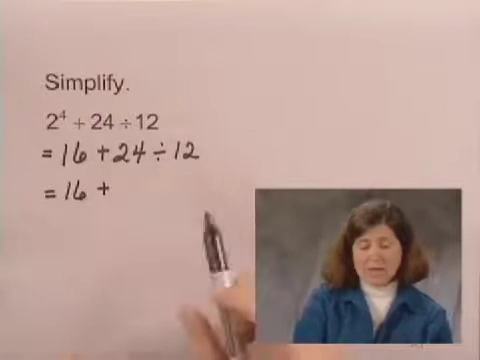 Simplify.
2⁴ + 24 ÷ 12
= 16 + 24 ÷ 12
= 16 +